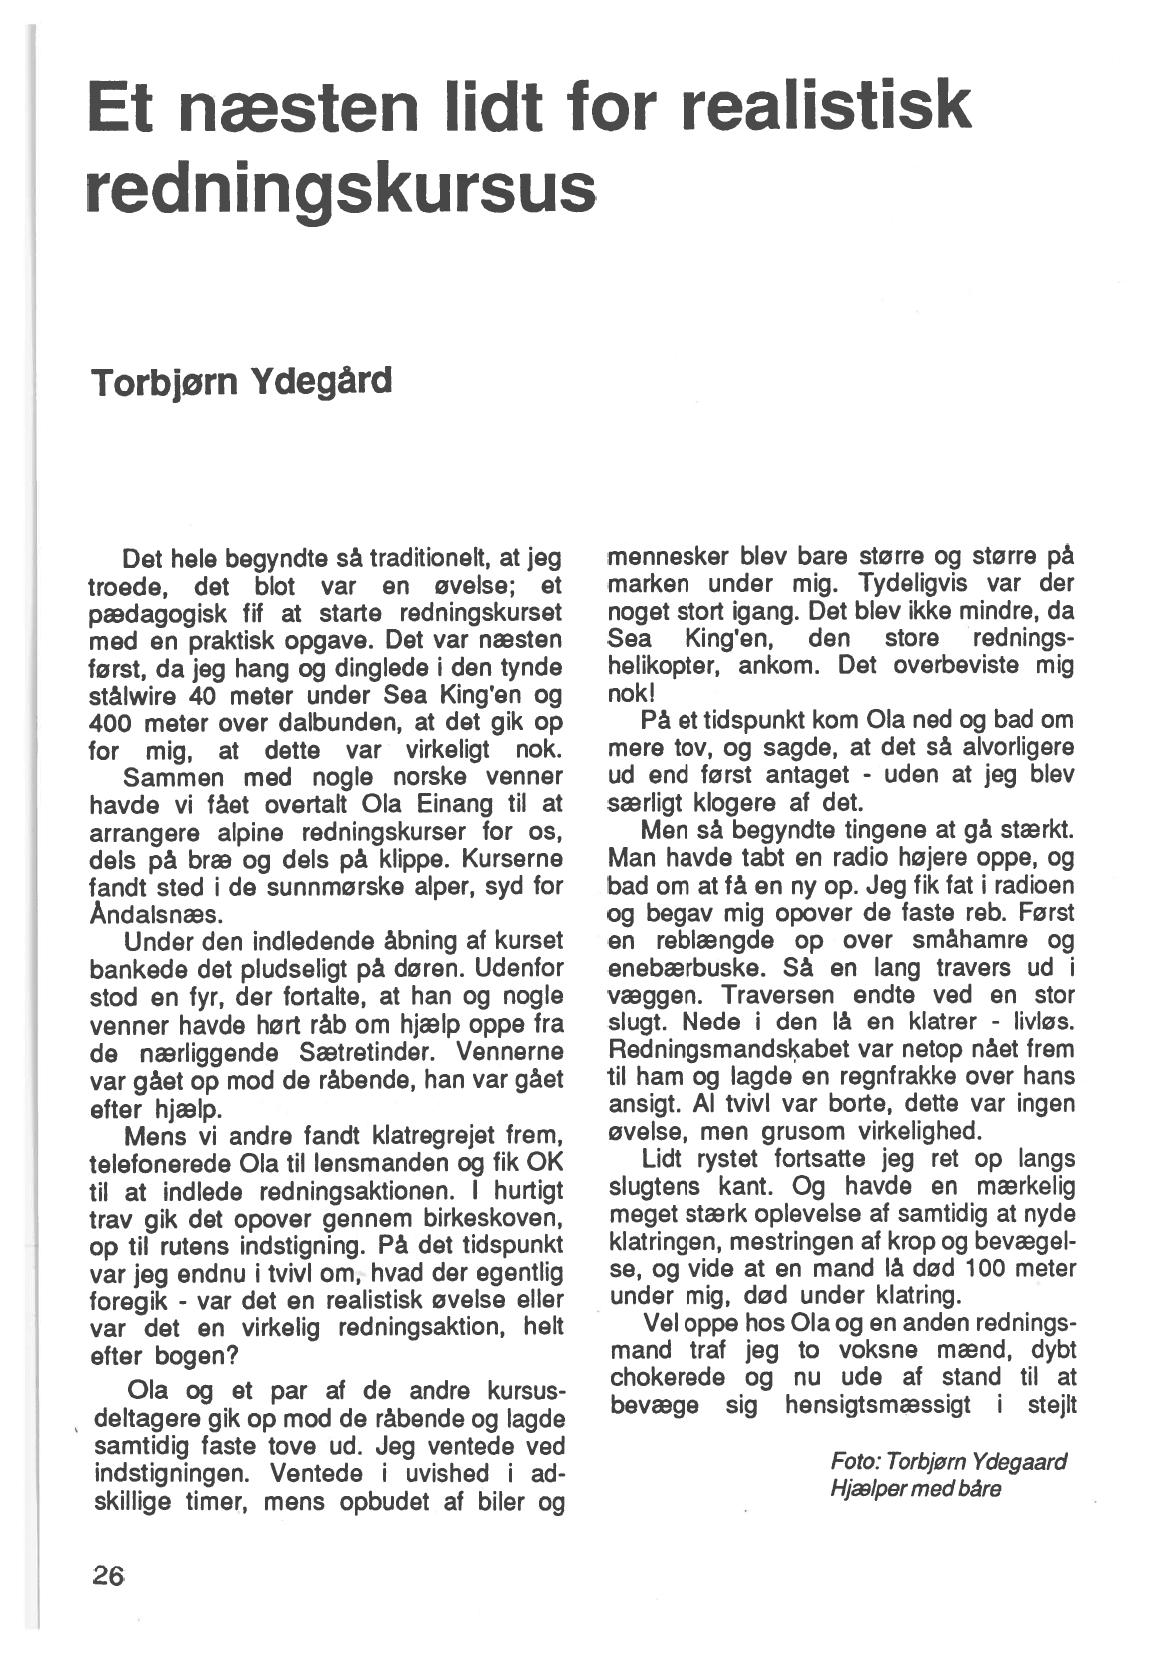 Et næsten lidt for realistisk
redningskursus
Torbjørn Ydegård
Det hele begyndte så traditionelt, at jeg
troede, det blot var en øvelse; et
pædagogisk fif at starte redningskurset
med en praktisk opgave. Det var næsten
først, da jeg hang og dinglede i den tynde
stålwire 40 meter under Sea King'en og
400 meter over dalbunden, at det gik op
for mig, at dette var virkeligt nok.
Sammen med nogle norske venner
havde vi fået overtalt Ola Einang til at
arrangere alpine redningskurser for os,
dels på bræ og dels på klippe. Kurserne
fandt sted i de sunnmørske alper, syd for
Åndalsnæs.
Under den indledende åbning af kurset
bankede det pludseligt på døren. Udenfor
stod en fyr, der fortalte, at han og nogle
venner havde hørt råb om hjælp oppe fra
de nærliggende Sætretinder. Vennerne
var gået op mod de råbende, han var gået
efter hjælp.
Mens vi andre fandt klatregrejet frem,
telefonerede Ola til lensmanden og fik OK
til at indlede redningsaktionen. I hurtigt
trav gik det opover gennem birkeskoven,
op til rutens indstigning. På det tidspunkt
var jeg endnu i tvivl om, hvad der egentlig
foregik - var det en realistisk øvelse eller
var det en virkelig redningsaktion, helt
efter bogen?
Ola og et par af de andre kursus-
deltagere gik op mod de råbende og lagde
samtidig faste tove ud. Jeg ventede ved
indstigningen. Ventede i uvished i ad-
skillige timer, mens opbudet af biler og
mennesker blev bare større og større på
marken under mig. Tydeligvis var der
noget stort igang. Det blev ikke mindre, da
Sea King'en, den store rednings-
helikopter, ankom. Det overbeviste mig
nok!
På et tidspunkt kom Ola ned og bad om
mere tov, og sagde, at det så alvorligere
ud end først antaget - uden at jeg blev
særligt klogere af det.
Men så begyndte tingene at gå stærkt.
Man havde tabt en radio højere oppe, og
bad om at få en ny op. Jeg fik fat i radioen
og begav mig opover de faste reb. Først
en reblængde op over småhamre og
enebærbuske. Så en lang travers ud i
væggen. Traversen endte ved en stor
slugt. Nede i den lå en klatrer - livløs.
Redningsmandskabet var netop nået frem
til ham og lagde en regnfrakke over hans
ansigt. Al tvivl var borte, dette var ingen
øvelse, men grusom virkelighed.
Lidt rystet fortsatte jeg ret op langs
slugtens kant. Og havde en mærkelig
meget stærk oplevelse af samtidig at nyde
klatringen, mestringen af krop og bevægel-
se, og vide at en mand lå død 100 meter
under mig, død under klatring.
Vel oppe hos Ola og en anden rednings-
mand traf jeg to voksne mænd, dybt
chokerede og nu ude af stand til at
bevæge sig hensigtsmæssigt i stejlt
Foto: Torbjørn Ydegaard
Hjælper med båre
26